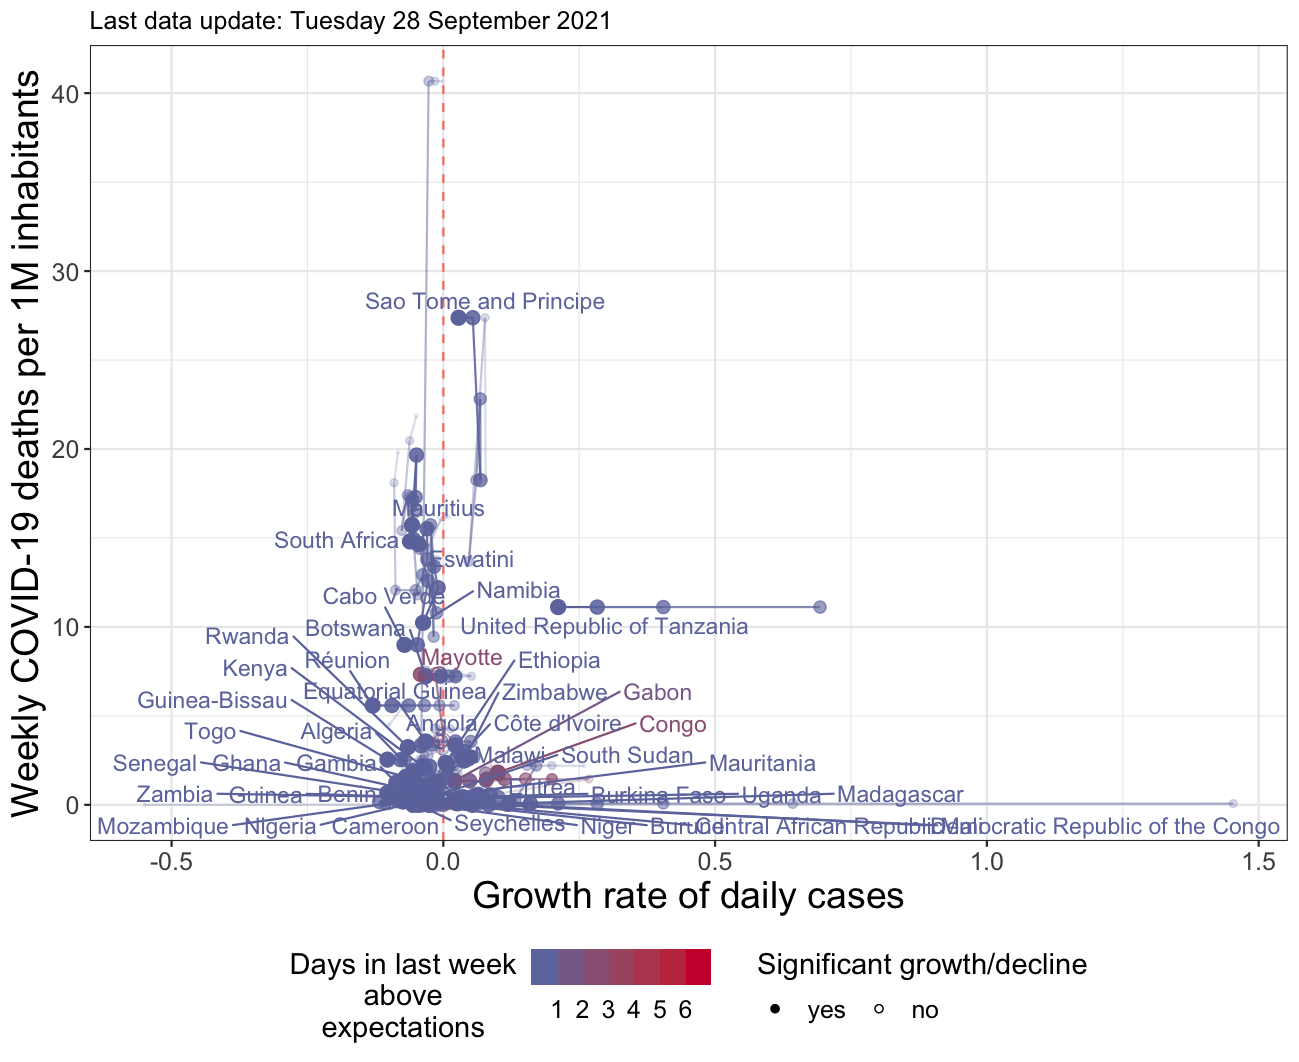 Last data update: Tuesday 28 September 2021
Weekly COVID-19 deaths per 1M inhabitants
40
30
20
10
0
Sao Tome and Principe
Mauritius
South Africa
Eswatini
Namibia
Cabo Verde
United Republic of Tanzania
Botswana
Rwanda
Réunion
Mayotte
Ethiopia
Kenya
Equatorial Guinea
Zimbabwe
Gabon
Guinea-Bissau
Angola
Côte d'Ivoire
Congo
Togo
Algeria
Malawi
South Sudan
Senegal
Ghana
Gambia
Mauritania
Eritrea
Zambia
Guinea
Benin
Burkina Faso
Uganda
Madagascar
Mozambique
Nigeria
Cameroon
Seychelles
Niger
Burundi
Central African Republic
Mali
Democratic Republic of the Congo
-0.5
0.0
0.5
1.0
1.5
Growth rate of daily cases
Days in last week
above
expectations
1 2 3 4 5 6
Significant growth/decline
yes
no